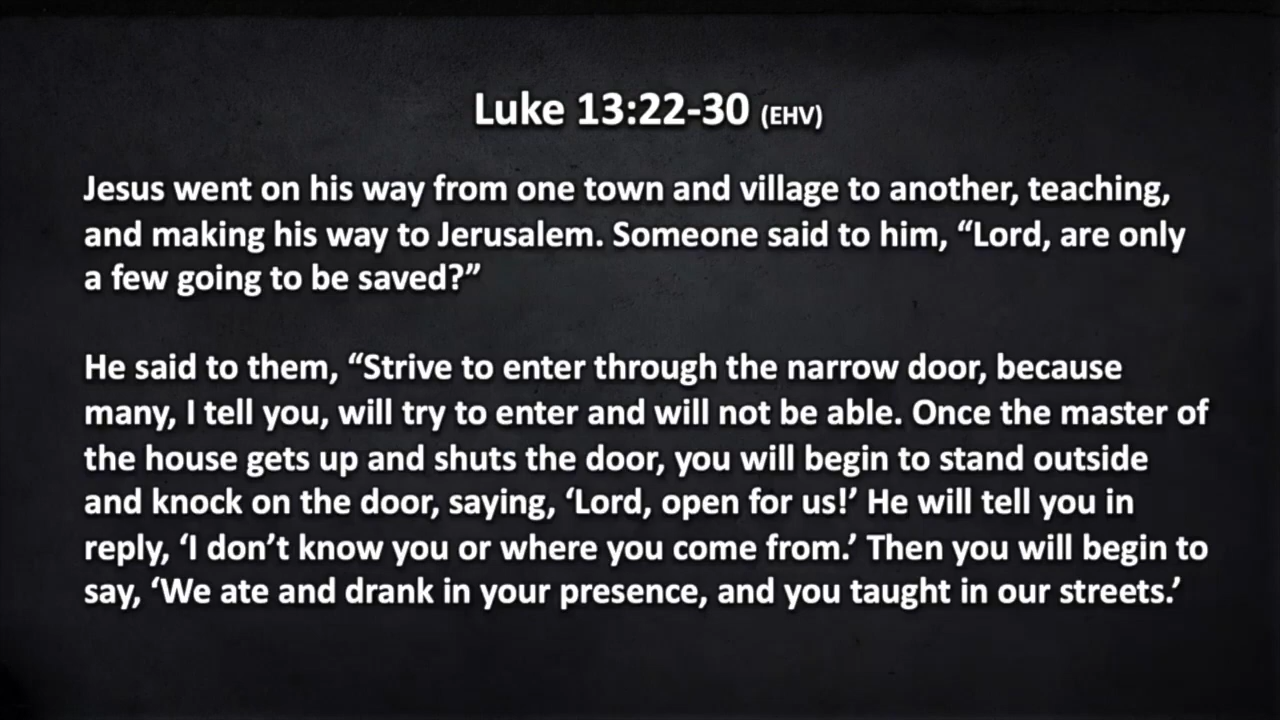 Luke 13:22-30 (EHV)
Jesus went on his way from one town and village to another, teaching,
and making his way to Jerusalem. Someone said to him, “Lord, are only
a few going to be saved?”
He said to them, “Strive to enter through the narrow door, because
many, I tell you, will try to enter and will not be able. Once the master of
the house gets up and shuts the door, you will begin to stand outside
and knock on the door, saying, ‘Lord, open for us!’ He will tell you in
reply, ‘I don’t know you or where you come from.’ Then you will begin to
say, ‘We ate and drank in your presence, and you taught in our streets.’